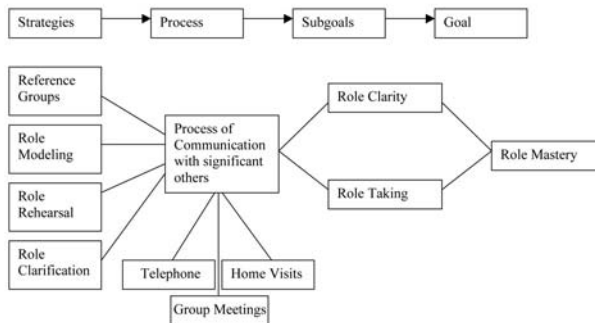 Strategies
Process
Subgoals
Goal
Reference
Groups
Role
Modeling
Role
Rehearsal
Role
Clarification
Process of
Communication
with significant
others
Telephone
Home Visits
Group Meetings
Role Clarity
Role Taking
Role Mastery